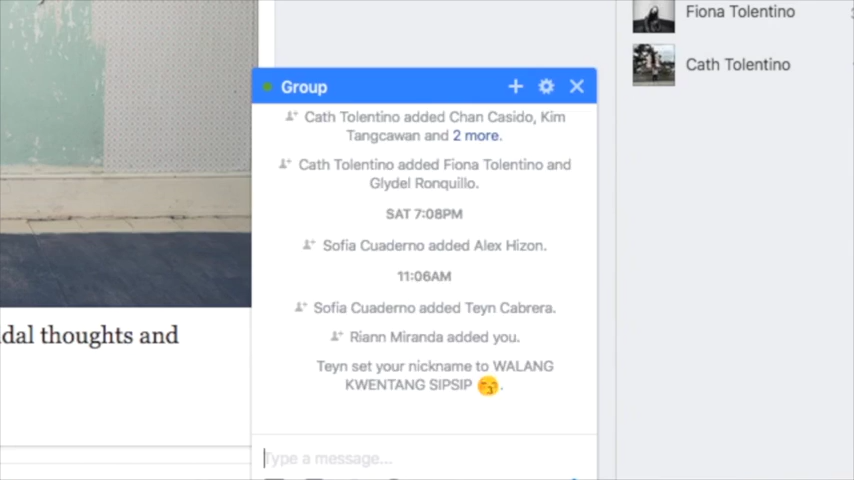 Fiona Tolentino
Cath Tolentino
Group
Cath Tolentino added Chan Casido, Kim
Tangcawan and 2 more.
Cath Tolentino added Fiona Tolentino and
Glydel Ronquillo.
SAT 7:08PM
Sofia Cuaderno added Alex Hizon.
11:06AM
Sofia Cuaderno added Teyn Cabrera.
Riann Miranda added you.
Teyn set your nickname to WALANG
KWENTANG SIPSIP 😚.
dal thoughts and
Type a message...